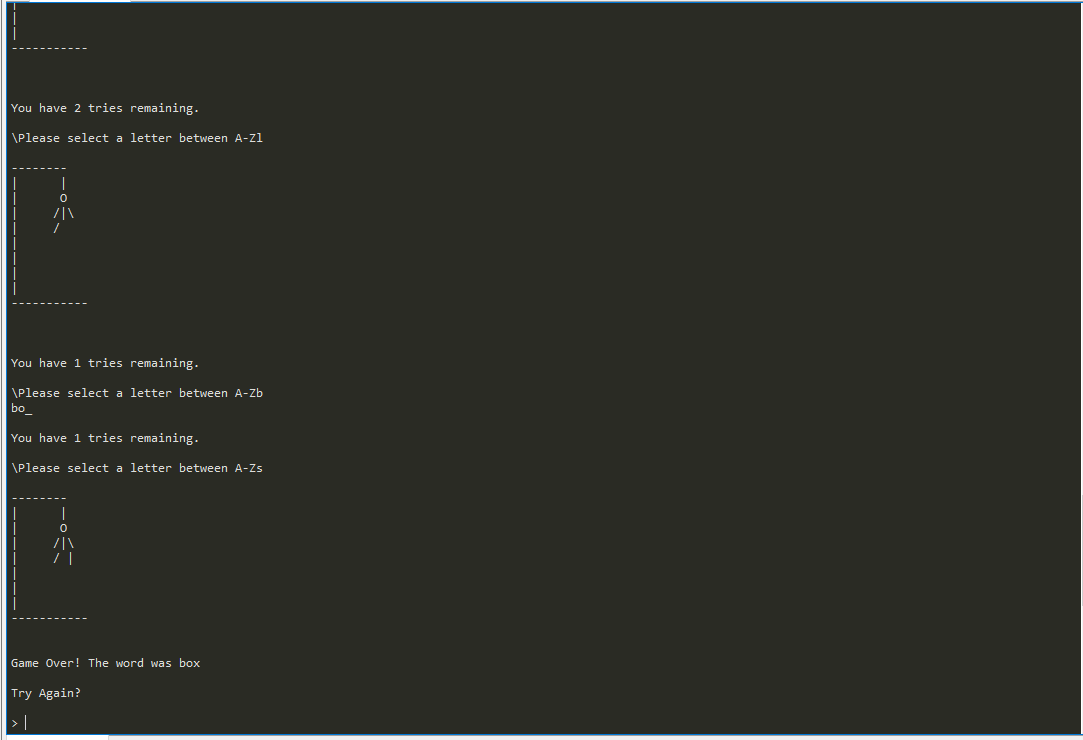 |
|
-----------
You have 2 tries remaining.
\Please select a letter between A-Zl
--------
|      |
|      O
|     /|\
|     /
|
|
|
|
-----------
You have 1 tries remaining.
\Please select a letter between A-Zb
bo_
You have 1 tries remaining.
\Please select a letter between A-Zs
--------
|      |
|      O
|     /|\
|     / |
|
|
|
-----------
Game Over! The word was box
Try Again?
>